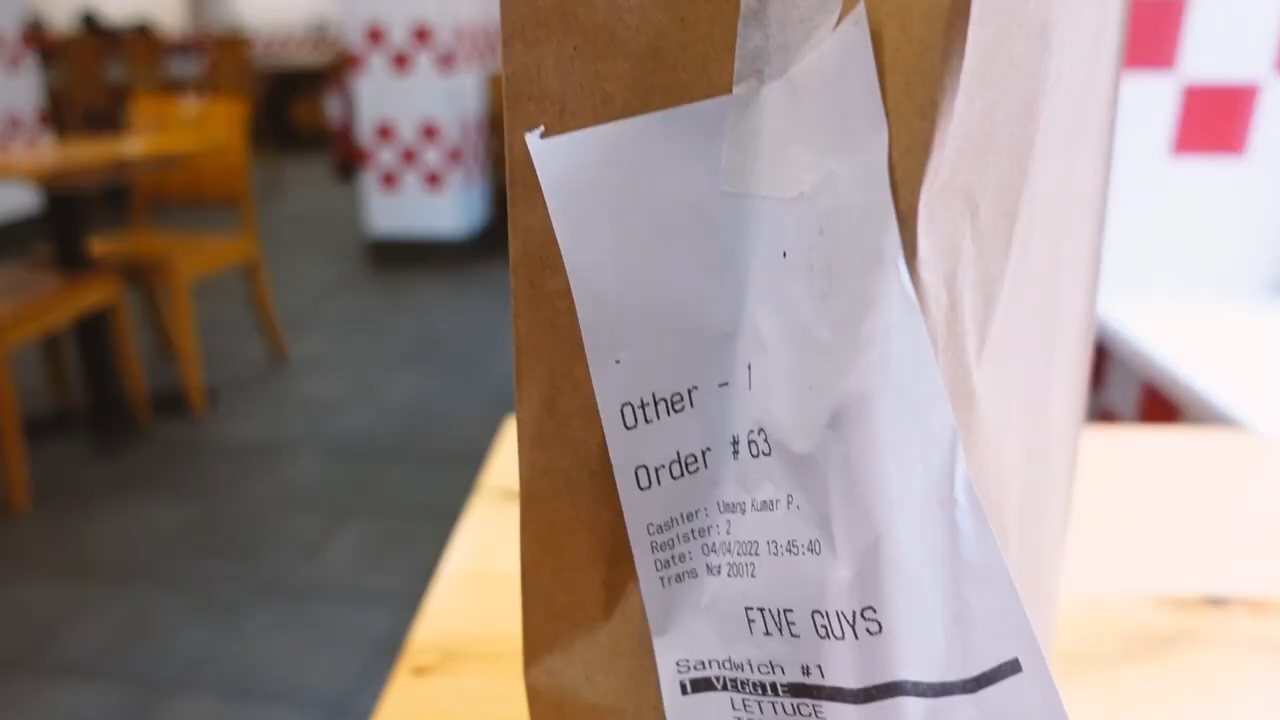 Other - 1
Order #63
Cashier: Umang Kumar P.
Register: 2
Date: 04/04/2022 13:45:40
Trans No# 20012
FIVE GUYS
Sandwich #1
1 VEGGIE
LETTUCE